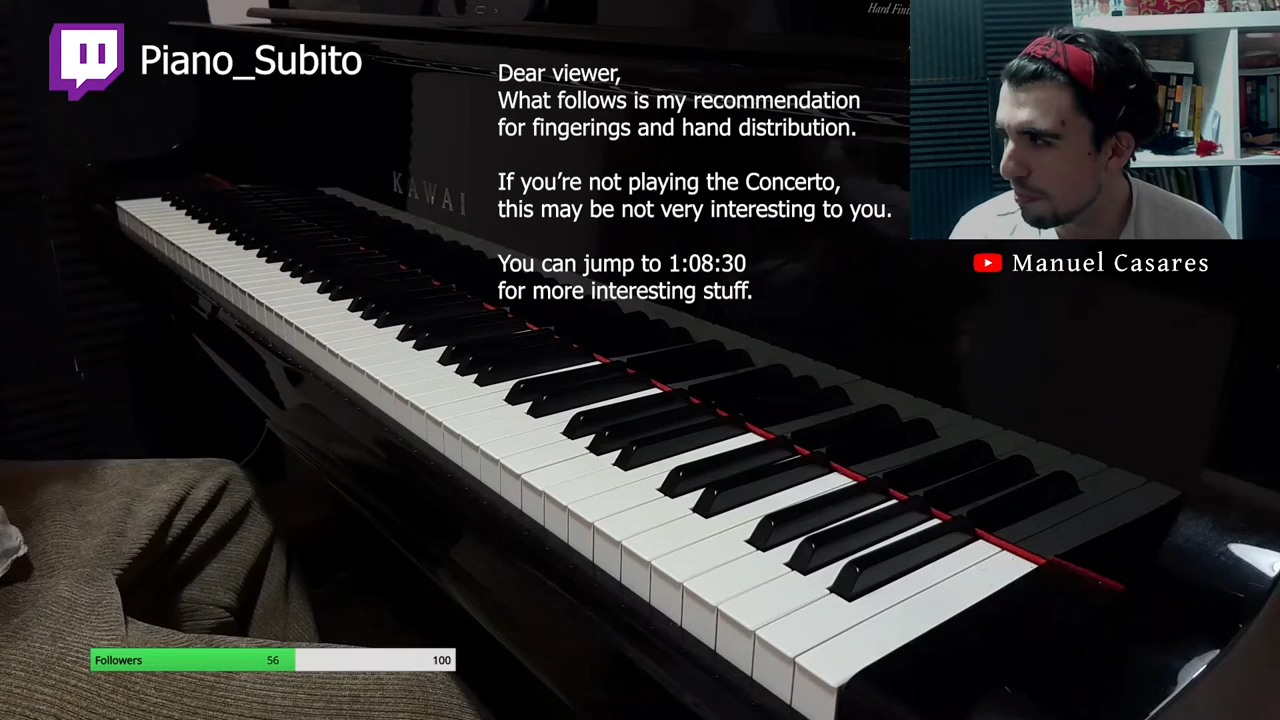 Hard
Piano_Subito
Dear viewer,
What follows is my recommendation
for fingerings and hand distribution.
If you’re not playing the Concerto,
this may be not very interesting to you.
You can jump to 1:08:30
for more interesting stuff.
KAWAI
Manuel Casares
Followers 56 100